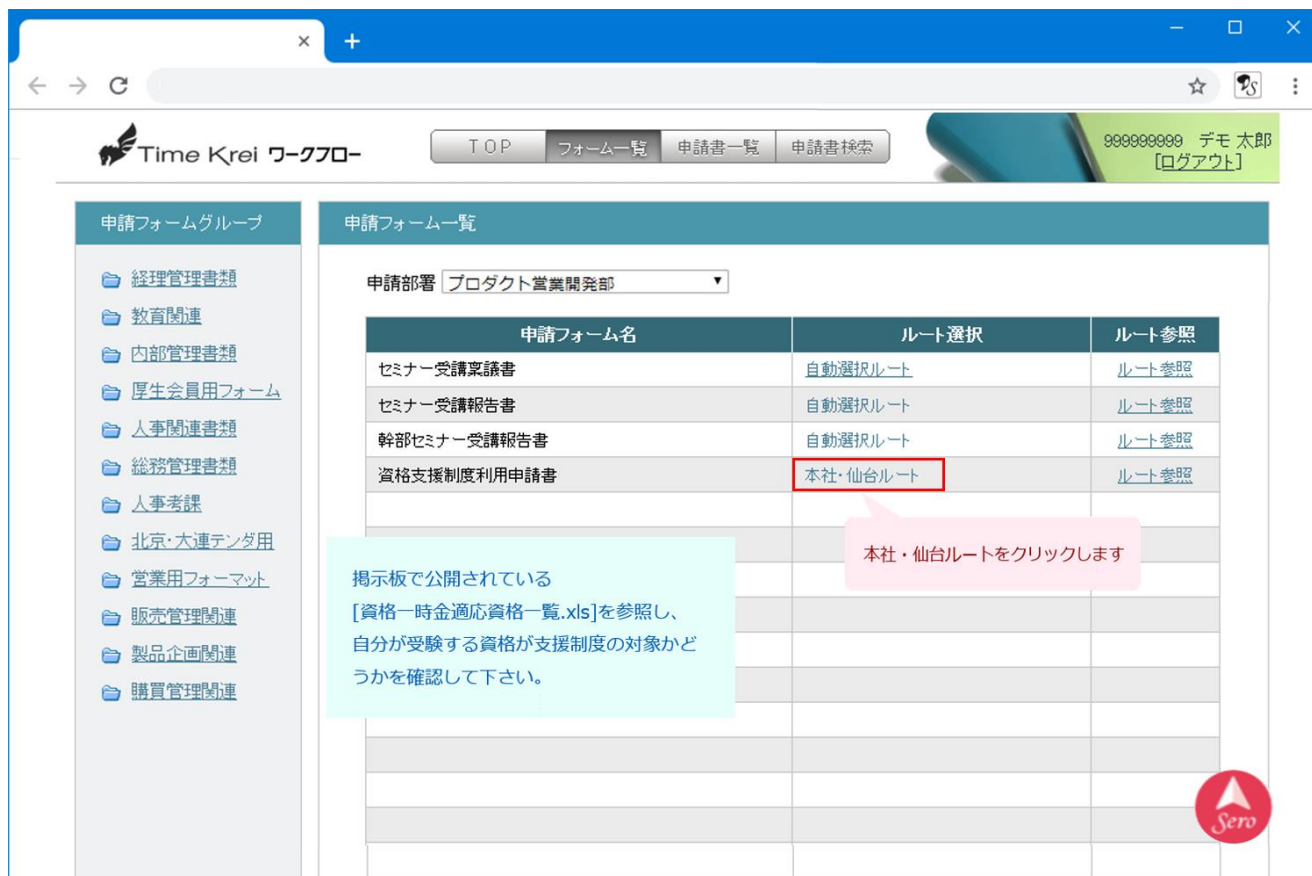 Time Krei ワークフロー
TOP
フォーム一覧
申請書一覧
申請書検索
999999999 デモ 太郎
[ログアウト]
申請フォームグループ
経理管理書類
教育関連
内部管理書類
厚生会員用フォーム
人事関連書類
総務管理書類
人事考課
北京・大連テンダ用
営業用フォーマット
販売管理関連
製品企画関連
購買管理関連
申請フォーム一覧
申請部署 プロダクト営業開発部
申請フォーム名 ルート選択 ルート参照
セミナー受講稟議書 自動選択ルート ルート参照
セミナー受講報告書 自動選択ルート ルート参照
幹部セミナー受講報告書 自動選択ルート ルート参照
資格支援制度利用申請書 本社・仙台ルート ルート参照
本社・仙台ルートをクリックします
掲示板で公開されている
[資格一時金適応資格一覧.xls]を参照し、
自分が受験する資格が支援制度の対象かど
うかを確認して下さい。
Sero